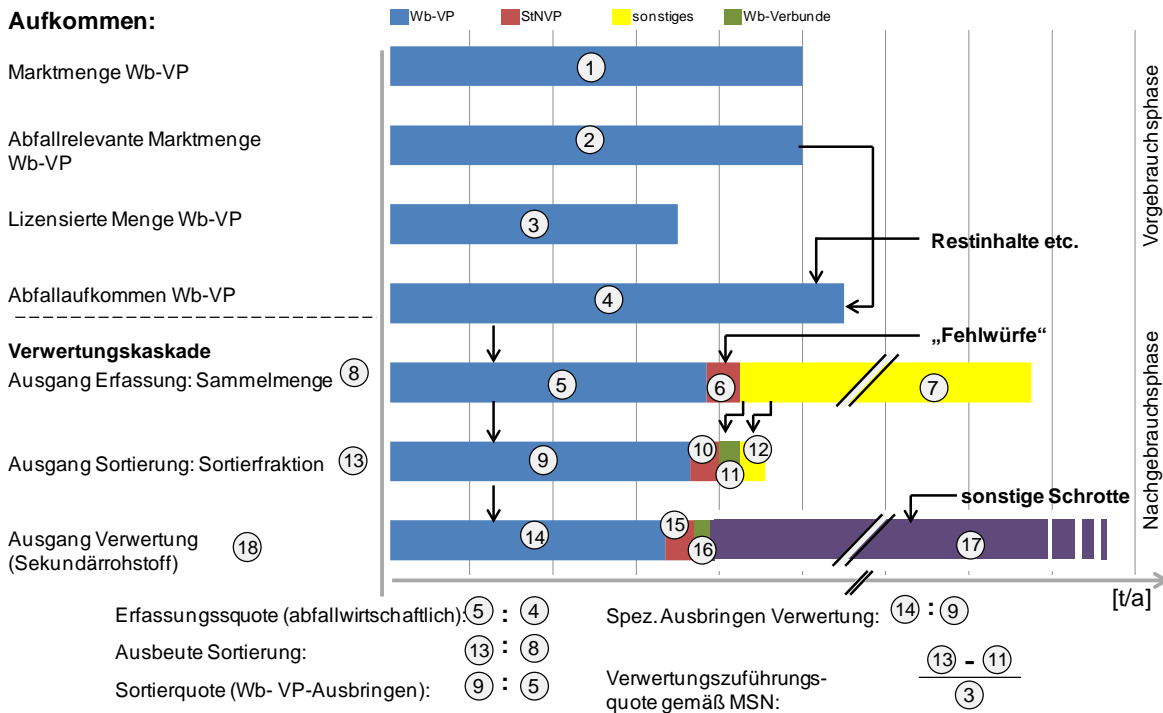 Aufkommen:
Wb-VP
StNVP
sonstiges
Wb-Verbunde
Marktmenge Wb-VP
1
Abfallrelevante Marktmenge
Wb-VP
2
Lizensierte Menge Wb-VP
3
Restinhalte etc.
Abfallaufkommen Wb-VP
4
Vorgebrauchsphase
Verwertungskaskade
„Fehlwürfe“
Ausgang Erfassung: Sammelmenge
8
5
6
7
Ausgang Sortierung: Sortierfraktion
13
9
10
11
12
sonstige Schrotte
Ausgang Verwertung
(Sekundärrohstoff)
18
14
15
16
17
Nachgebrauchsphase
[t/a]
Erfassungssquote (abfallwirtschaftlich): 5 : 4
Ausbeute Sortierung: 13 : 8
Sortierquote (Wb- VP-Ausbringen): 9 : 5
Spez. Ausbringen Verwertung: 14 : 9
Verwertungszuführungs-
quote gemäß MSN:
13 - 11
3